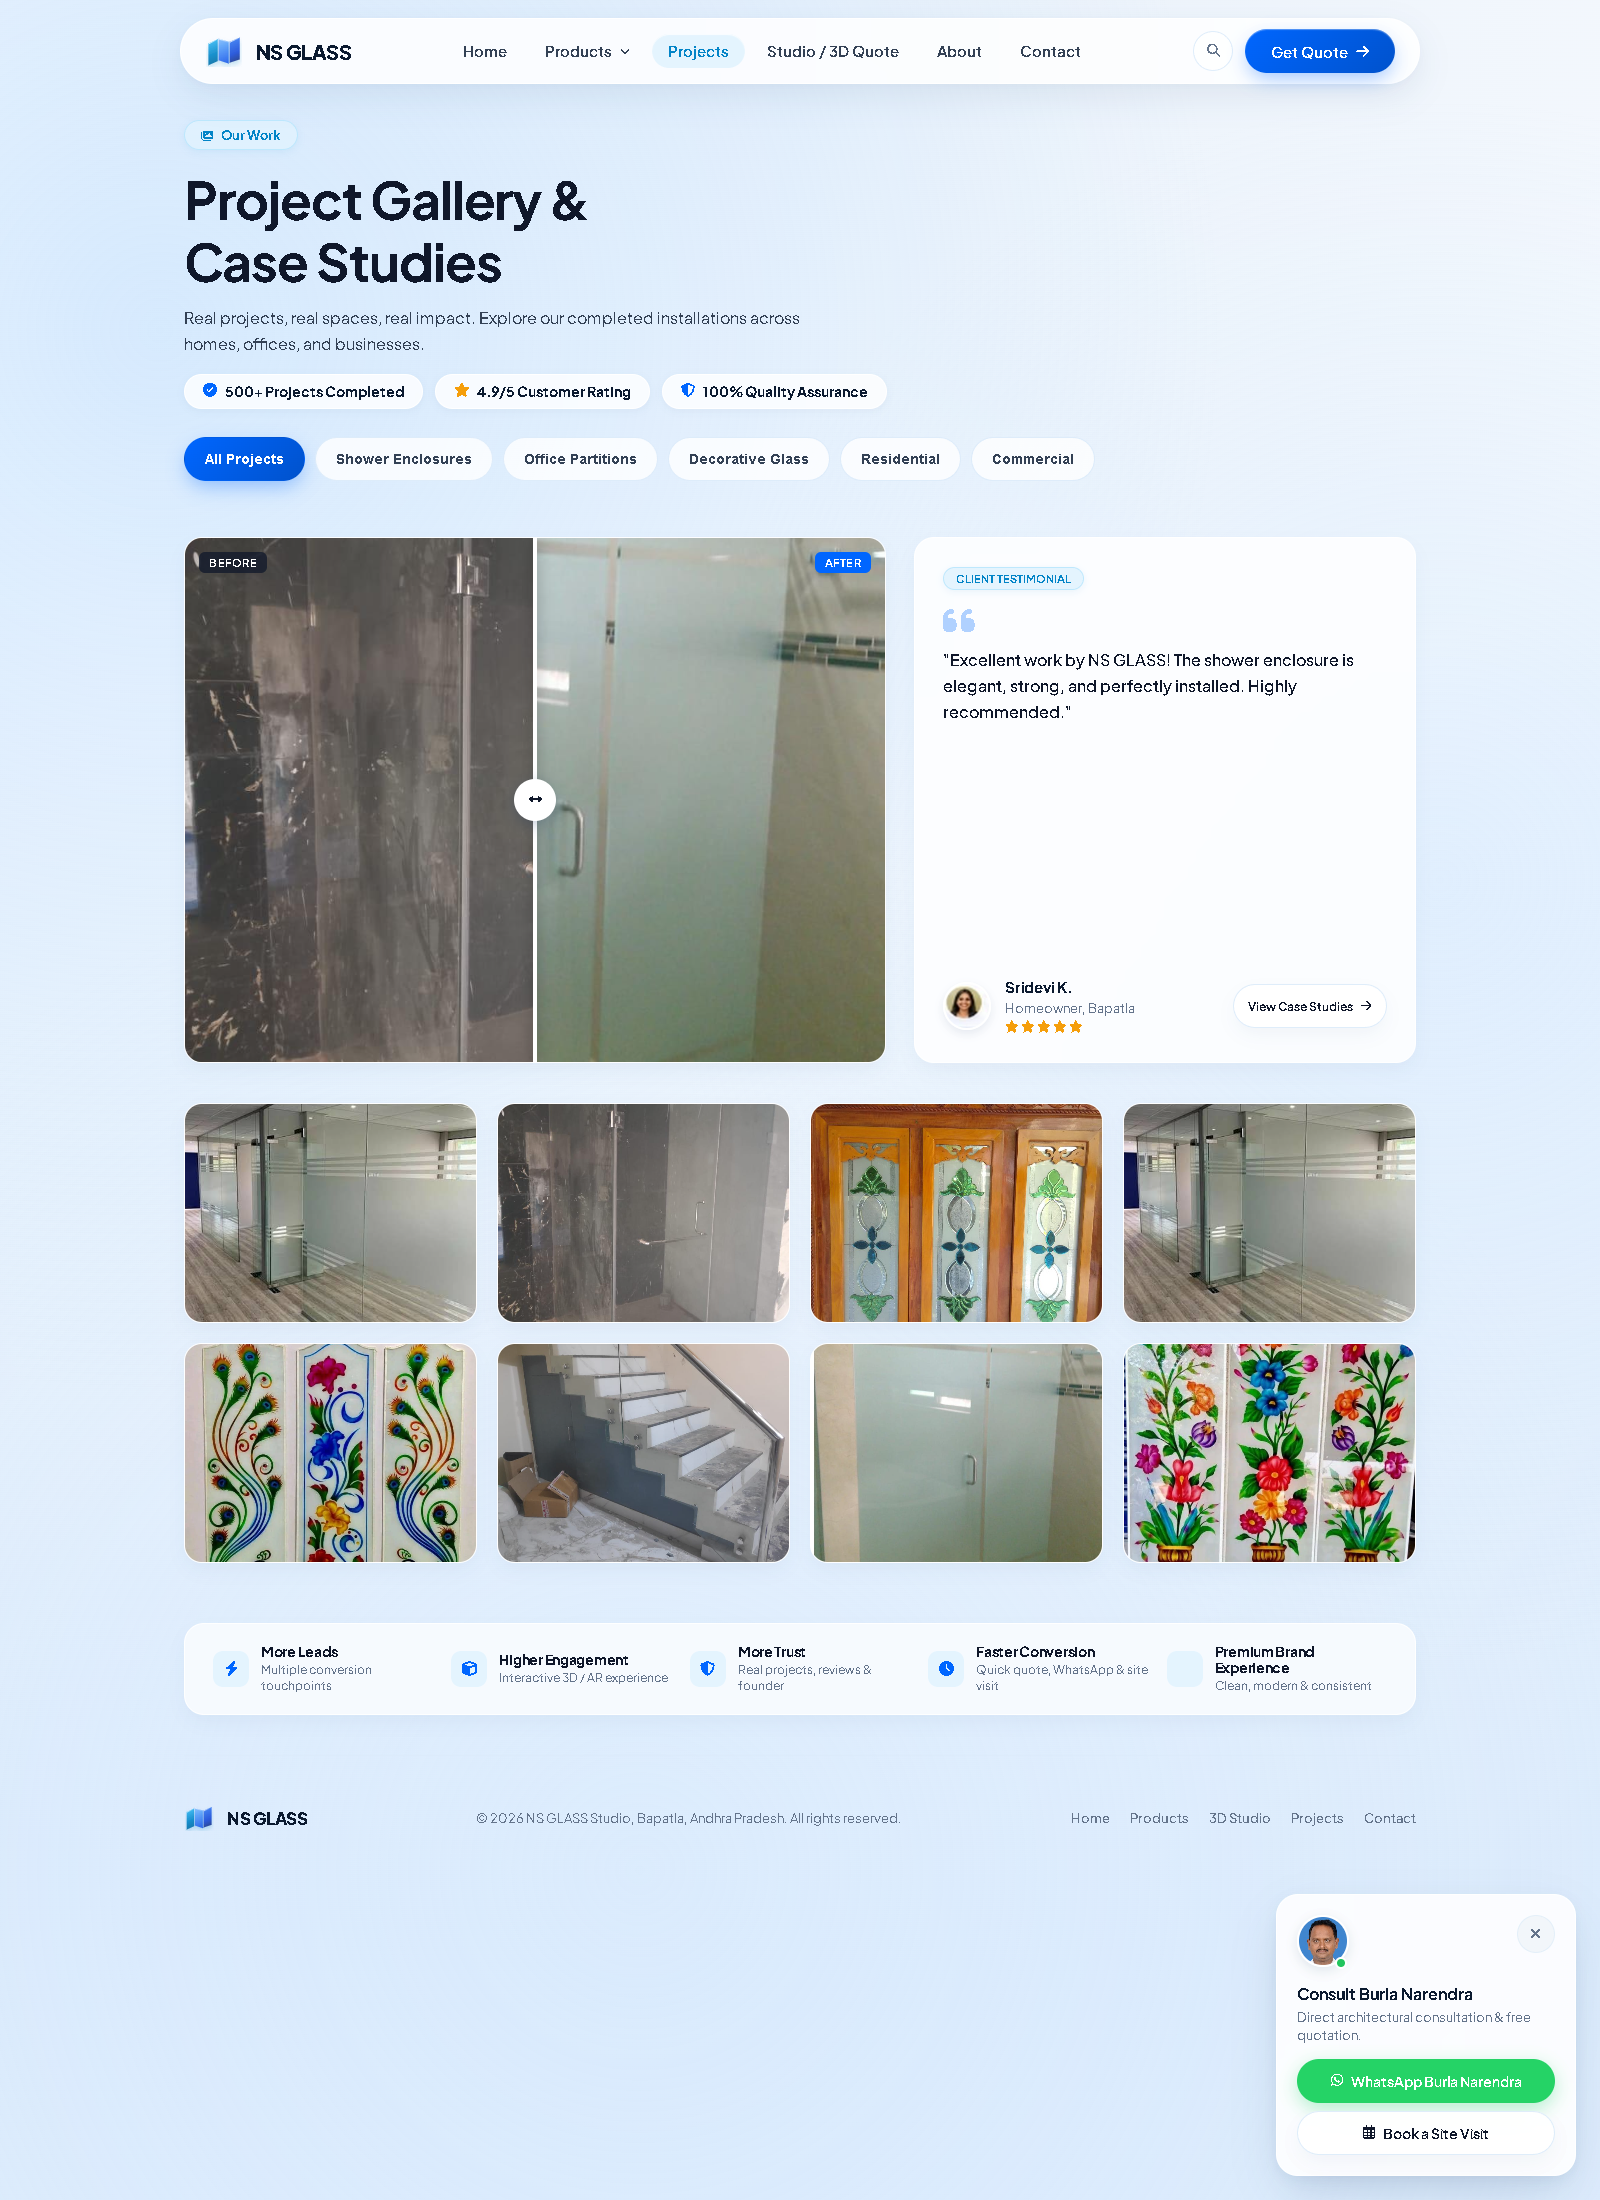 NS GLASS
Home
Products
Projects
Studio / 3D Quote
About
Contact
Get Quote
Our Work
Project Gallery &
Case Studies
Real projects, real spaces, real impact. Explore our completed installations across
homes, offices, and businesses.
500+ Projects Completed
4.9/5 Customer Rating
100% Quality Assurance
All Projects
Shower Enclosures
Office Partitions
Decorative Glass
Residential
Commercial
BEFORE
AFTER
CLIENT TESTIMONIAL
"Excellent work by NS GLASS! The shower enclosure is
elegant, strong, and perfectly installed. Highly
recommended."
Sridevi K.
Homeowner, Bapatla
View Case Studies
More Leads
Multiple conversion
touchpoints
Higher Engagement
Interactive 3D / AR experience
More Trust
Real projects, reviews &
founder
Faster Conversion
Quick quote, WhatsApp & site
visit
Premium Brand
Experience
Clean, modern & consistent
NS GLASS
© 2026 NS GLASS Studio, Bapatla, Andhra Pradesh. All rights reserved.
Home
Products
3D Studio
Projects
Contact
Consult Burla Narendra
Direct architectural consultation & free
quotation.
WhatsApp Burla Narendra
Book a Site Visit